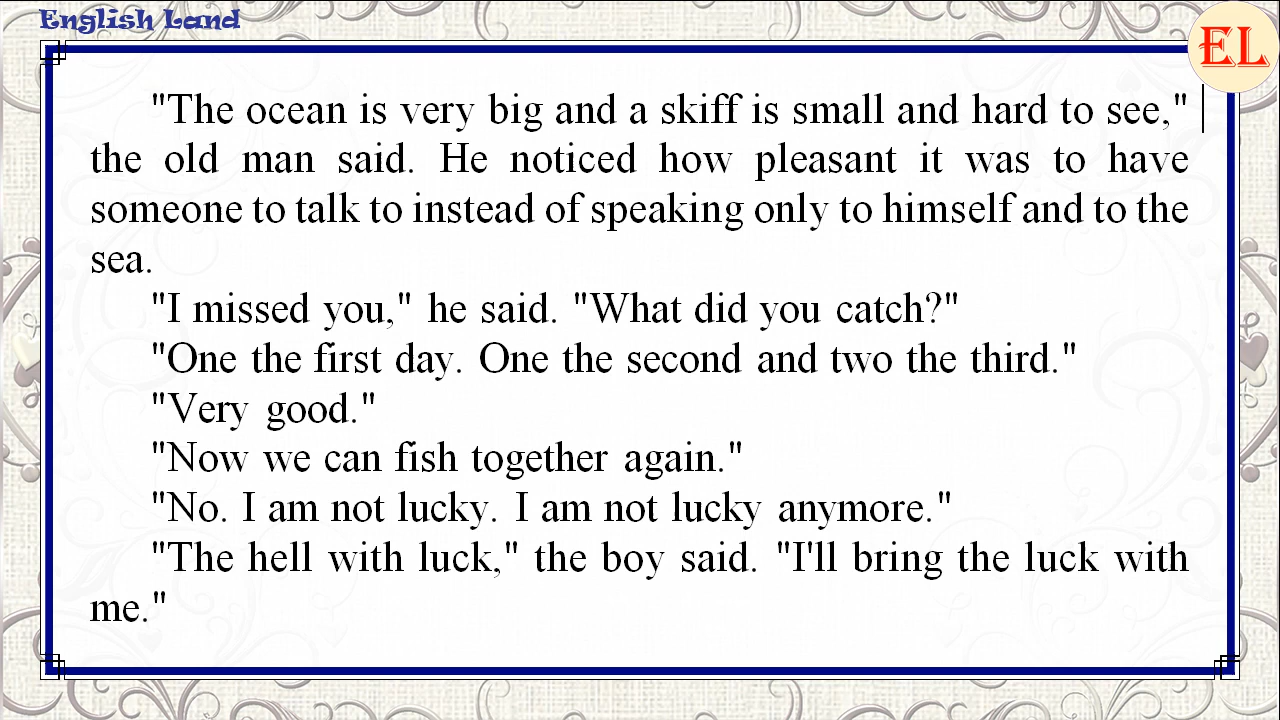 English Land
EL
"The ocean is very big and a skiff is small and hard to see,"
the old man said. He noticed how pleasant it was to have
someone to talk to instead of speaking only to himself and to the
sea.
"I missed you," he said. "What did you catch?"
"One the first day. One the second and two the third."
"Very good."
"Now we can fish together again."
"No. I am not lucky. I am not lucky anymore."
"The hell with luck," the boy said. "I'll bring the luck with
me."